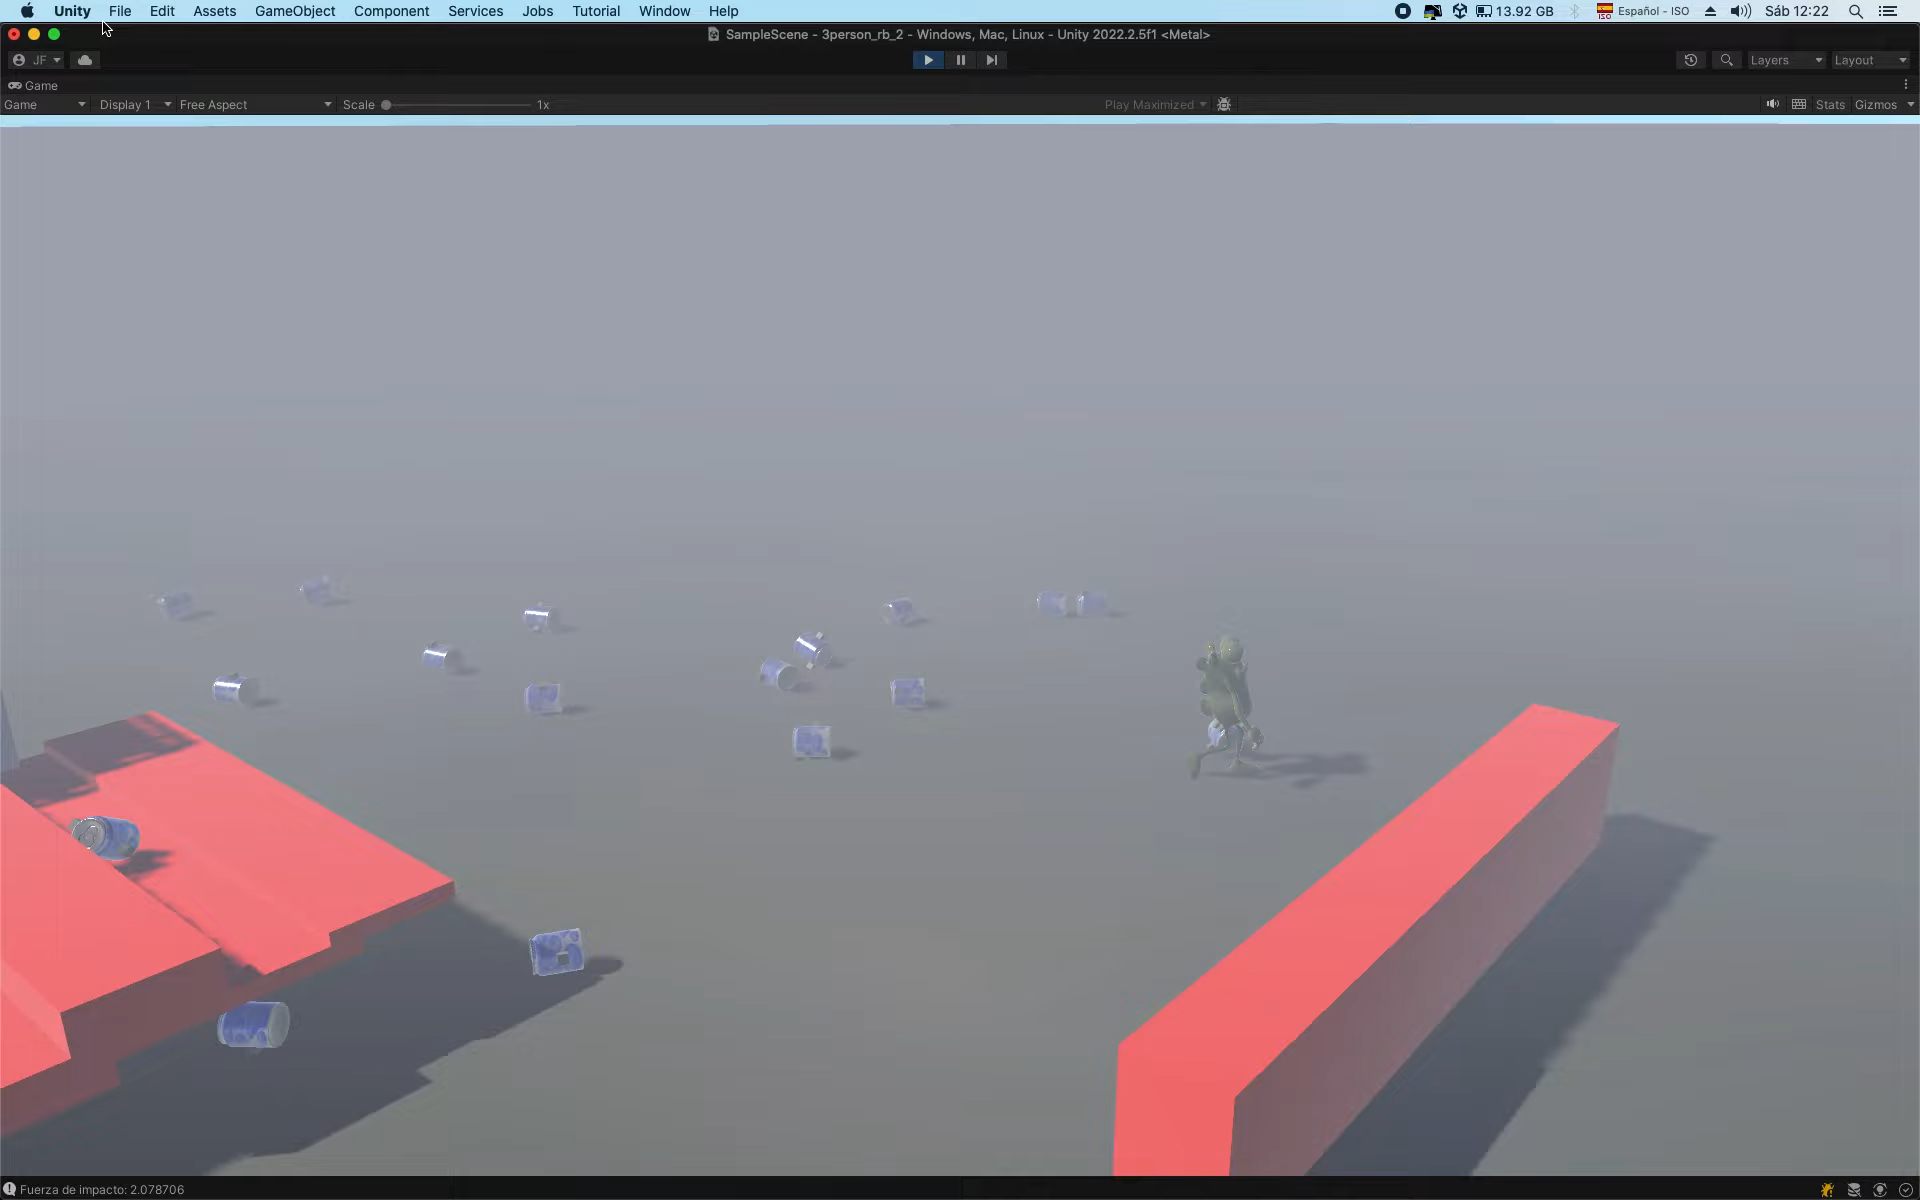 Unity File Edit Assets GameObject Component Services Jobs Tutorial Window Help 13.92 GB Español - ISO Sáb 12:22
SampleScene - 3person_rb_2 - Windows, Mac, Linux - Unity 2022.2.5f1 <Metal>
JF Layers Layout
Game
Game Display 1 Free Aspect Scale 1x Play Maximized Stats Gizmos
Fuerza de impacto: 2.078706